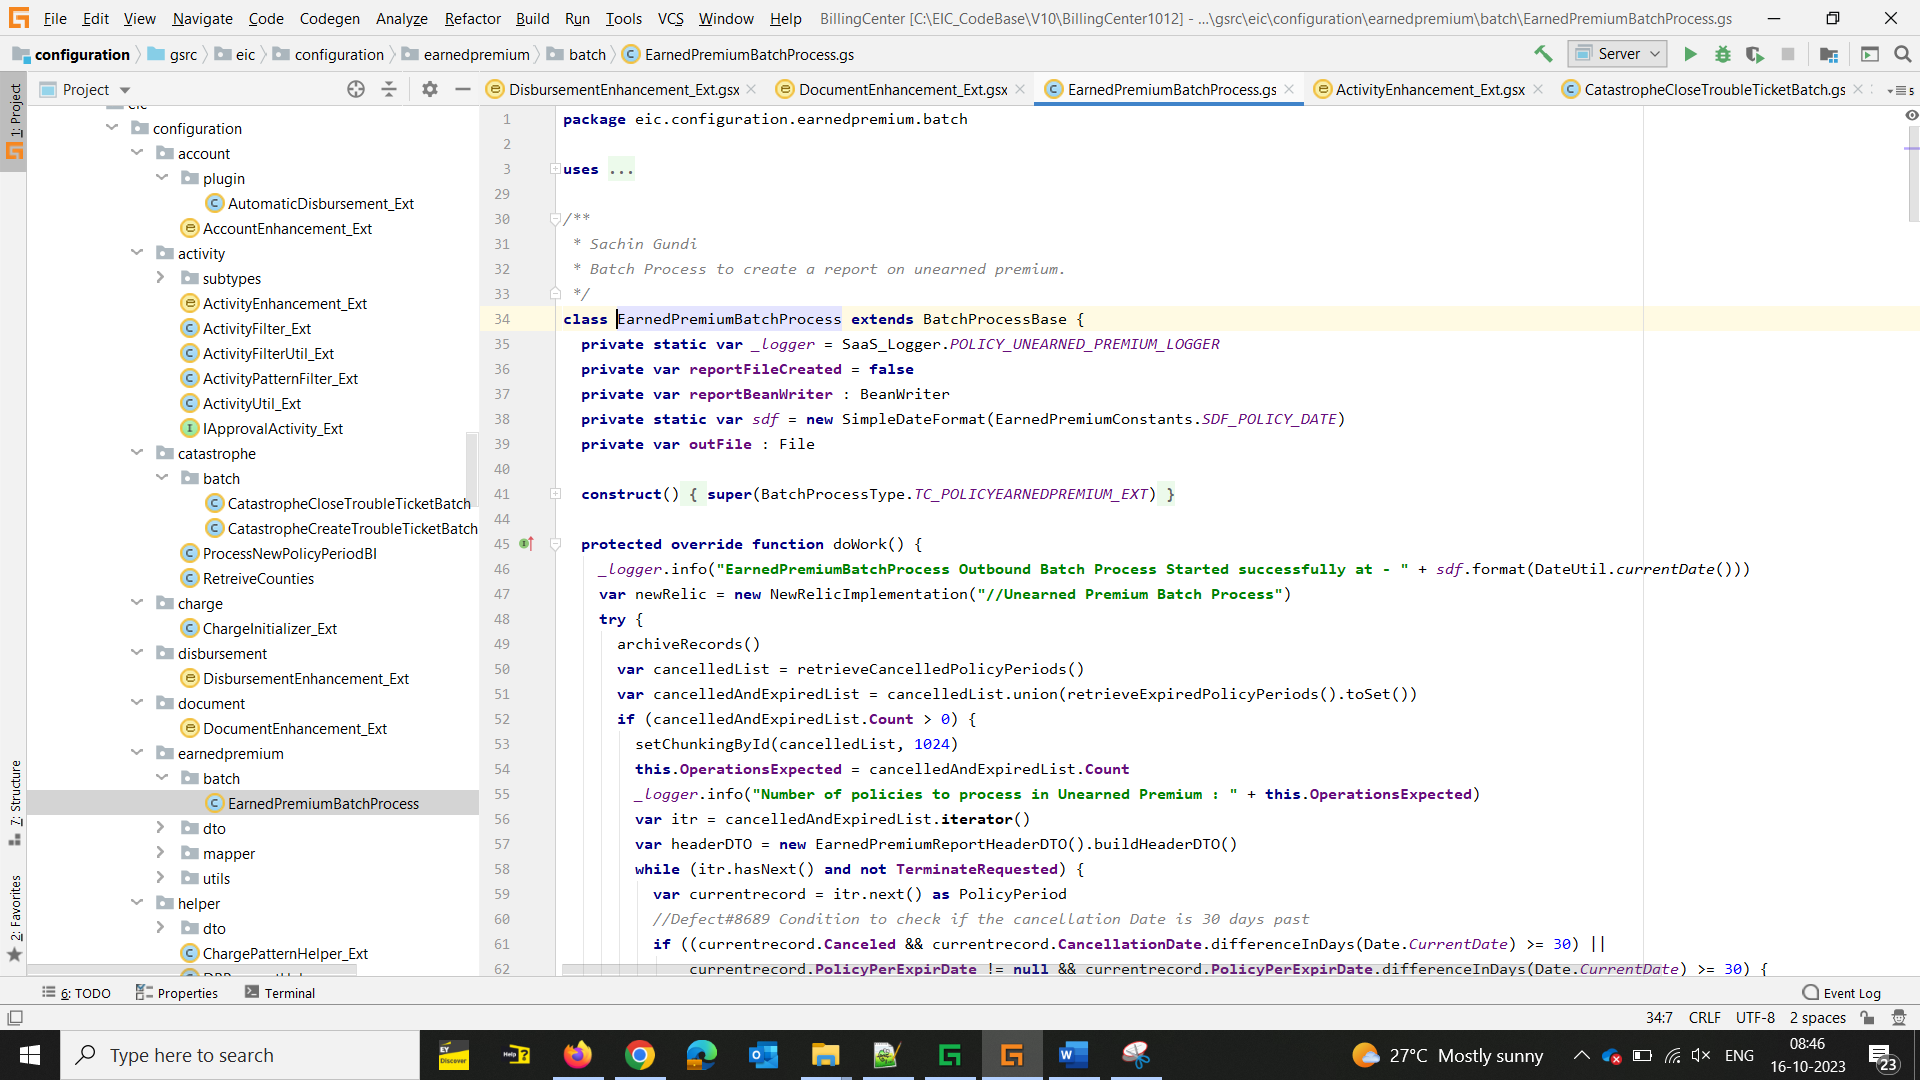 File Edit View Navigate Code Codegen Analyze Refactor Build Run Tools VCS Window Help BillingCenter [C:\EIC_CodeBase\V10\BillingCenter1012] - ...\gsrc\eic\configuration\earnedpremium\batch\EarnedPremiumBatchProcess.gs
configuration gsrc eic configuration earnedpremium batch EarnedPremiumBatchProcess.gs Server
Project DisbursementEnhancement_Ext.gsx DocumentEnhancement_Ext.gsx EarnedPremiumBatchProcess.gs ActivityEnhancement_Ext.gsx CatastropheCloseTroubleTicketBatch.gs 5
1: Project
7: Structure
2: Favorites
eic
configuration
account
plugin
AutomaticDisbursement_Ext
AccountEnhancement_Ext
activity
subtypes
ActivityEnhancement_Ext
ActivityFilter_Ext
ActivityFilterUtil_Ext
ActivityPatternFilter_Ext
ActivityUtil_Ext
IApprovalActivity_Ext
catastrophe
batch
CatastropheCloseTroubleTicketBatch
CatastropheCreateTroubleTicketBatch
ProcessNewPolicyPeriodBI
RetreiveCounties
charge
ChargeInitializer_Ext
disbursement
DisbursementEnhancement_Ext
document
DocumentEnhancement_Ext
earnedpremium
batch
EarnedPremiumBatchProcess
dto
mapper
utils
helper
dto
ChargePatternHelper_Ext
1 package eic.configuration.earnedpremium.batch
2
3 uses ...
29
30 /**
31 * Sachin Gundi
32 * Batch Process to create a report on unearned premium.
33 */
34 class EarnedPremiumBatchProcess extends BatchProcessBase {
35 private static var _logger = SaaS_Logger.POLICY_UNEARNED_PREMIUM_LOGGER
36 private var reportFileCreated = false
37 private var reportBeanWriter : BeanWriter
38 private static var sdf = new SimpleDateFormat(EarnedPremiumConstants.SDF_POLICY_DATE)
39 private var outFile : File
40
41 construct() { super(BatchProcessType.TC_POLICYEARNEDPREMIUM_EXT) }
44
45 protected override function doWork() {
46 _logger.info("EarnedPremiumBatchProcess Outbound Batch Process Started successfully at - " + sdf.format(DateUtil.currentDate()))
47 var newRelic = new NewRelicImplementation("//Unearned Premium Batch Process")
48 try {
49 archiveRecords()
50 var cancelledList = retrieveCancelledPolicyPeriods()
51 var cancelledAndExpiredList = cancelledList.union(retrieveExpiredPolicyPeriods().toSet())
52 if (cancelledAndExpiredList.Count > 0) {
53 setChunkingById(cancelledList, 1024)
54 this.OperationsExpected = cancelledAndExpiredList.Count
55 _logger.info("Number of policies to process in Unearned Premium : " + this.OperationsExpected)
56 var itr = cancelledAndExpiredList.iterator()
57 var headerDTO = new EarnedPremiumReportHeaderDTO().buildHeaderDTO()
58 while (itr.hasNext() and not TerminateRequested) {
59 var currentrecord = itr.next() as PolicyPeriod
60 //Defect#8689 Condition to check if the cancellation Date is 30 days past
61 if ((currentrecord.Canceled && currentrecord.CancellationDate.differenceInDays(Date.CurrentDate) >= 30) ||
62 currentrecord.PolicyPerExpirDate != null && currentrecord.PolicyPerExpirDate.differenceInDays(Date.CurrentDate) >= 30) {
6: TODO Properties Terminal Event Log
34:7 CRLF UTF-8 2 spaces
Type here to search EY Discover Help ? 27°C Mostly sunny ENG 08:46
16-10-2023 23